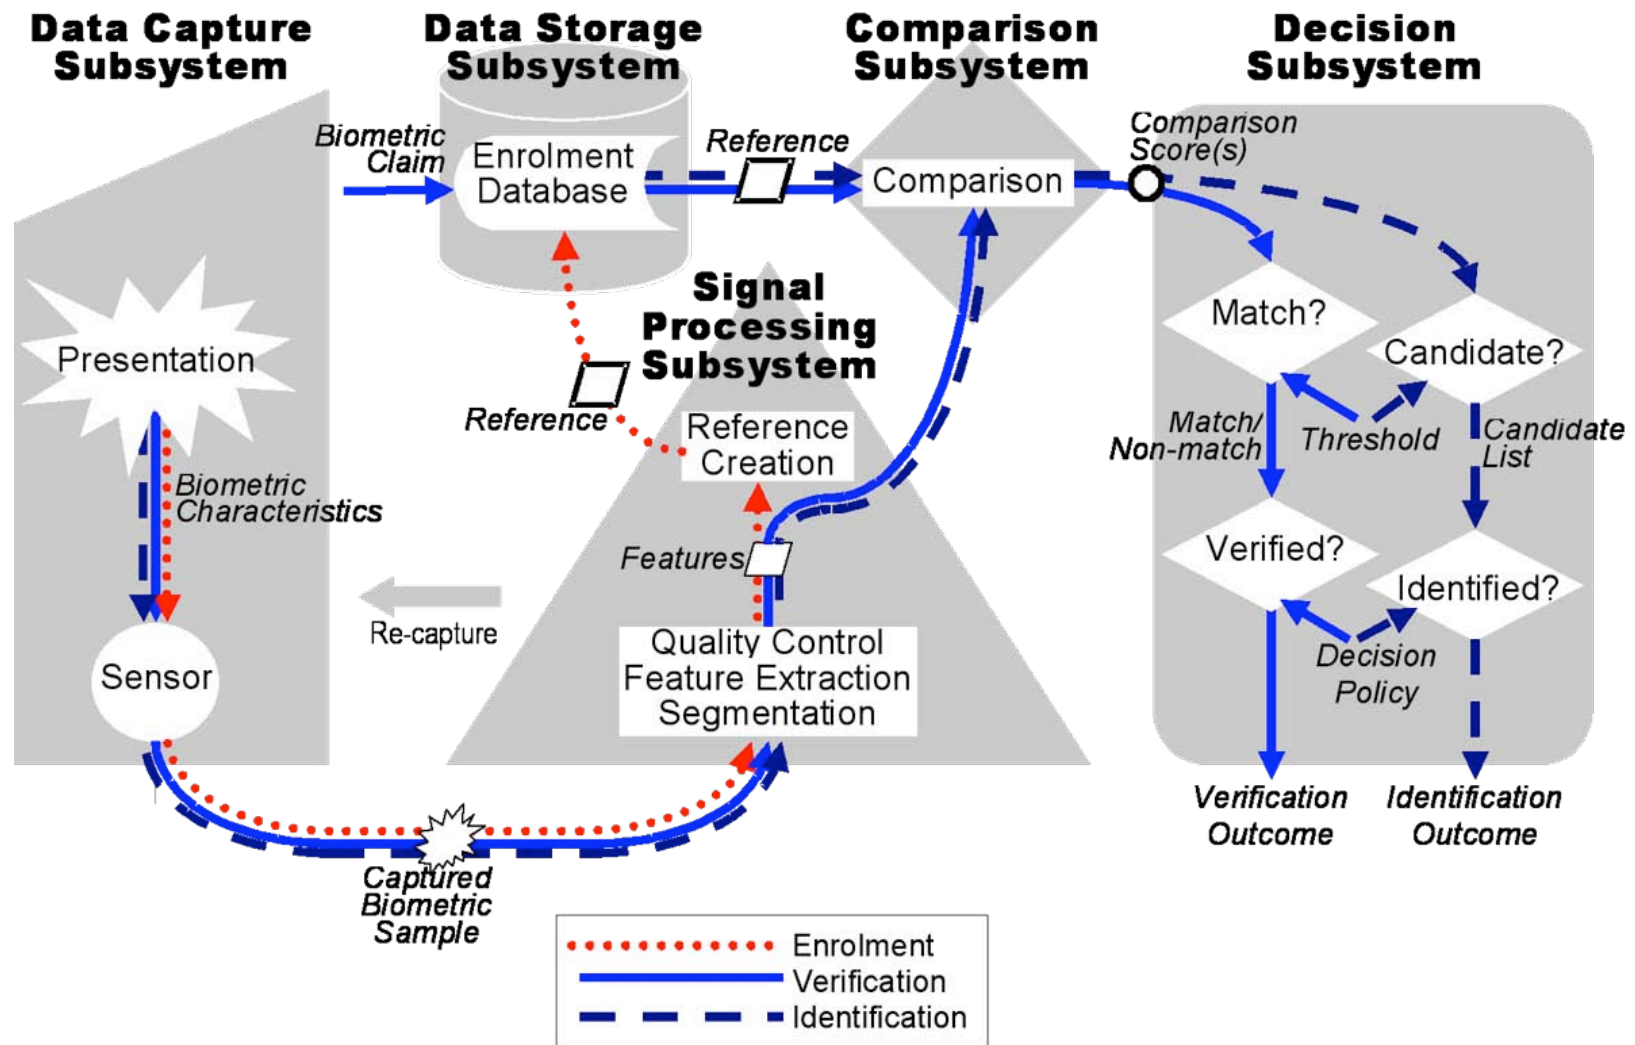 Data Capture
Subsystem
Data Storage
Subsystem
Comparison
Subsystem
Decision
Subsystem
Biometric
Claim
Enrolment
Database
Reference
Comparison
Comparison
Score(s)
Presentation
Signal
Processing
Subsystem
Match?
Candidate?
Reference
Reference
Creation
Match/
Non-match
Threshold
Candidate
List
Biometric
Characteristics
Features
Verified?
Identified?
Re-capture
Sensor
Quality Control
Feature Extraction
Segmentation
Decision
Policy
Verification
Outcome
Identification
Outcome
Captured
Biometric
Sample
Enrolment
Verification
Identification